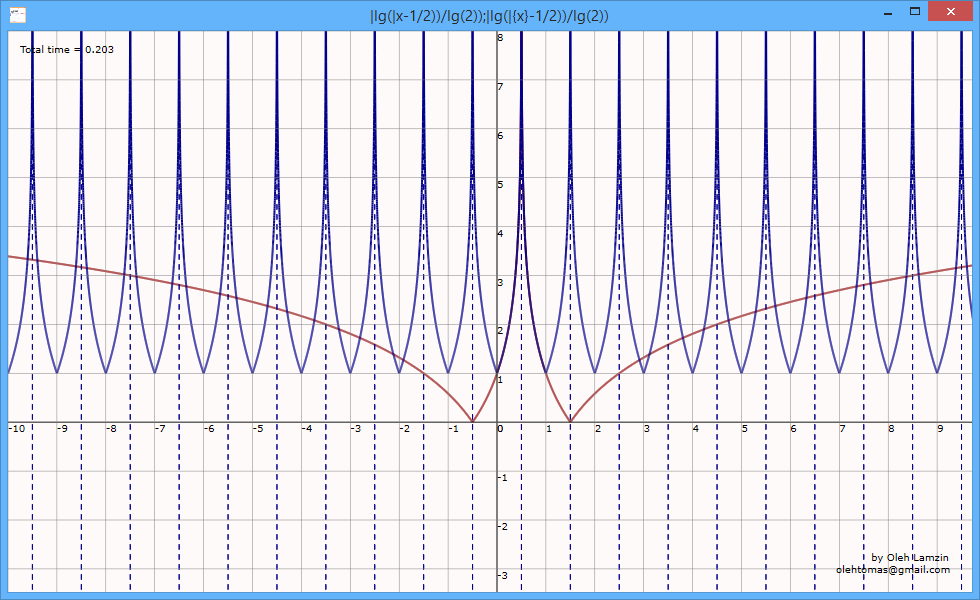 |lg(|x-1/2))/lg(2));|lg(|{x}-1/2))/lg(2))
Total time = 0.203
8
7
6
5
4
3
2
1
-10 -9 -8 -7 -6 -5 -4 -3 -2 -1 0 1 2 3 4 5 6 7 8 9
-1
-2
-3
by Oleh Lamzin
olehtomas@gmail.com